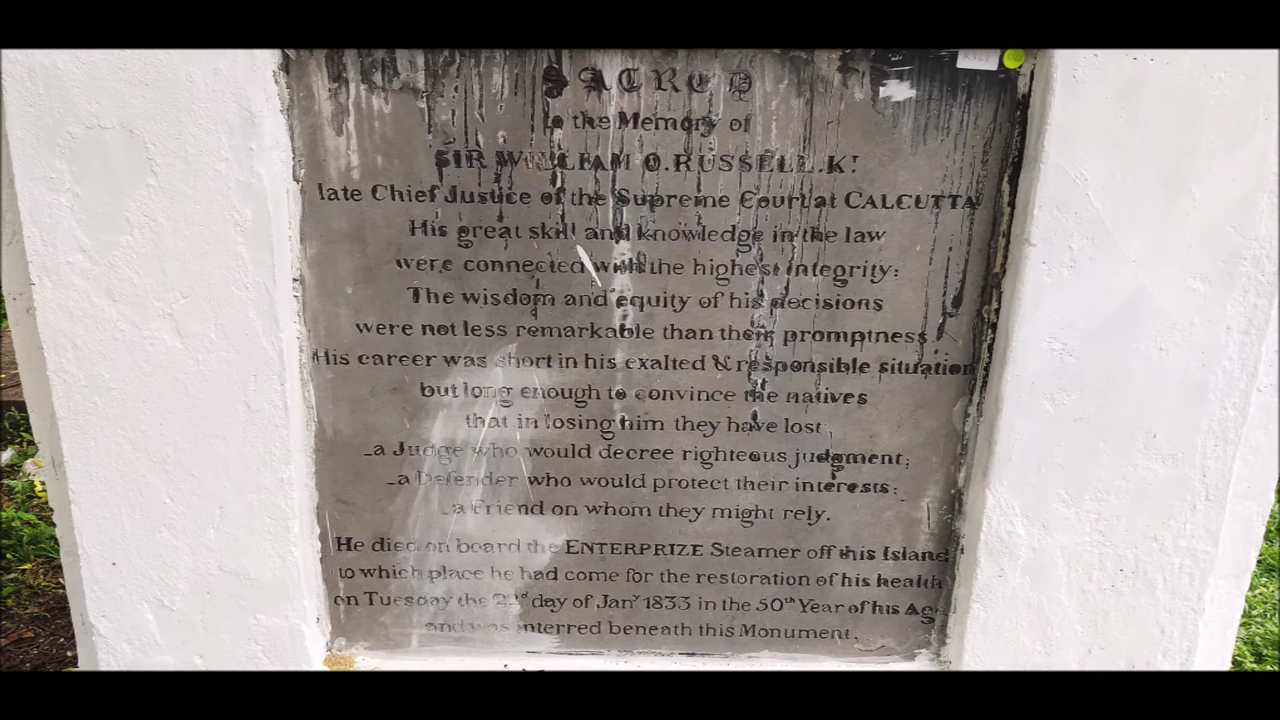 SACRED
to the Memory of
SIR WILLIAM O. RUSSELL. Kᵀ
late Chief Justice of the Supreme Court at CALCUTTA
His great skill and knowledge in the law
were connected with the highest integrity:
The wisdom and equity of his decisions
were not less remarkable than their promptness.
His career was short in his exalted & responsible situation
but long enough to convince the natives
that in losing him they have lost,
_a Judge who would decree righteous judgment;
_a Defender who would protect their interests:
_a Friend on whom they might rely.
He died on board the ENTERPRIZE Steamer off this Island
to which place he had come for the restoration of his health
on Tuesday the day of Janʸ 1833 in the 50ᵗʰ Year of his Age
and was interred beneath this Monument.